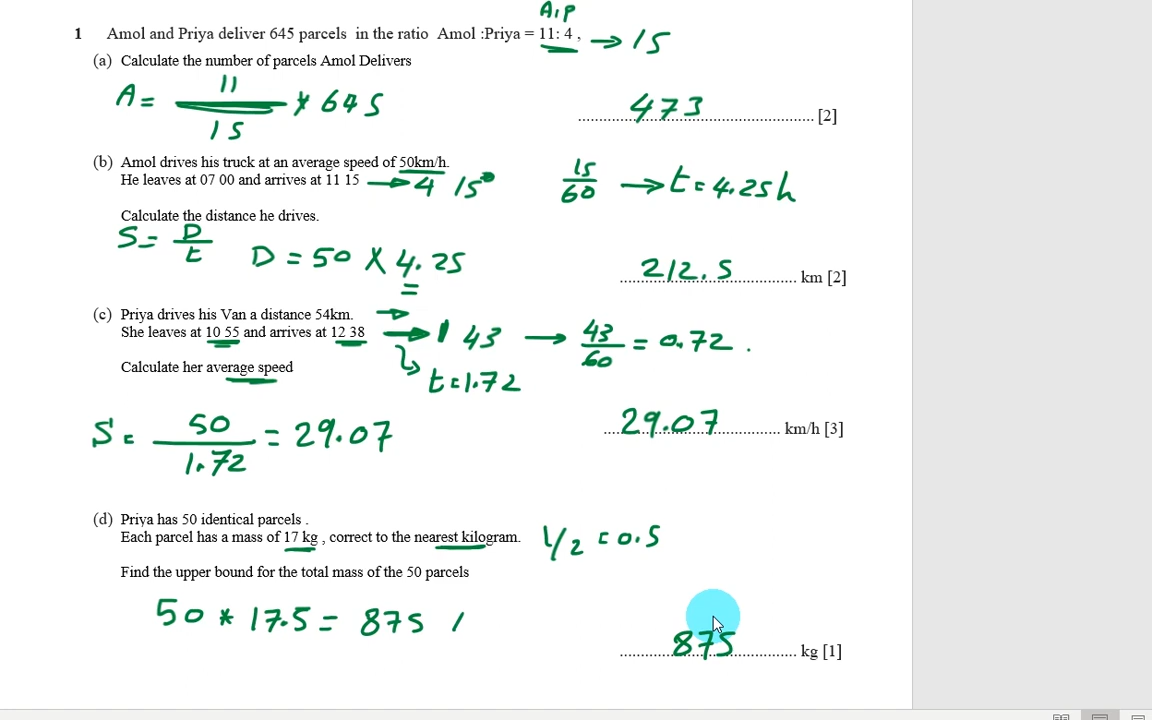 A:P
1 Amol and Priya deliver 645 parcels in the ratio Amol :Priya = 11: 4 , → 15
(a) Calculate the number of parcels Amol Delivers
A = 11/15 * 645
473
[2]
(b) Amol drives his truck at an average speed of 50km/h.
He leaves at 07 00 and arrives at 11 15 → 4 15 15/60 → t = 4.25h
Calculate the distance he drives.
S = D/t D = 50 X 4.25
212.5 km [2]
(c) Priya drives his Van a distance 54km. →
She leaves at 10 55 and arrives at 12 38 → 1 43 → 43/60 = 0.72 .
Calculate her average speed
t = 1.72
S = 50/1.72 = 29.07
29.07 km/h [3]
(d) Priya has 50 identical parcels .
Each parcel has a mass of 17 kg , correct to the nearest kilogram. 1/2 = 0.5
Find the upper bound for the total mass of the 50 parcels
50 * 17.5 = 875 /
875 kg [1]